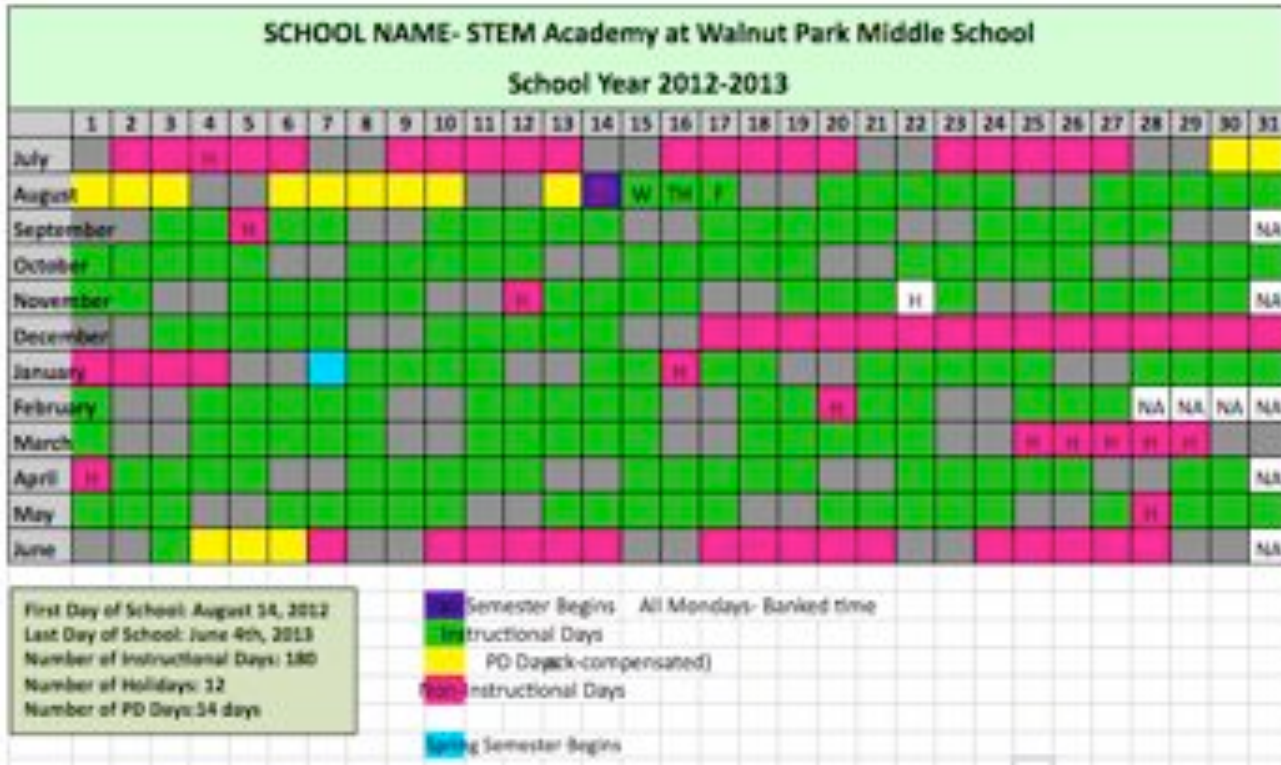 SCHOOL NAME- STEM Academy at Walnut Park Middle School
School Year 2012-2013
1 2 3 4 5 6 7 8 9 10 11 12 13 14 15 16 17 18 19 20 21 22 23 24 25 26 27 28 29 30 31
July H
August W TH F
September H NA
October
November H H NA
December
January H
February H NA NA NA NA
March H H H H H
April H NA
May H
June NA
First Day of School: August 14, 2012
Last Day of School: June 4th, 2013
Number of Instructional Days: 180
Number of Holidays: 12
Number of PD Days:14 days
Semester Begins All Mondays- Banked time
Instructional Days
PD Days -compensated)
Non-Instructional Days
Spring Semester Begins